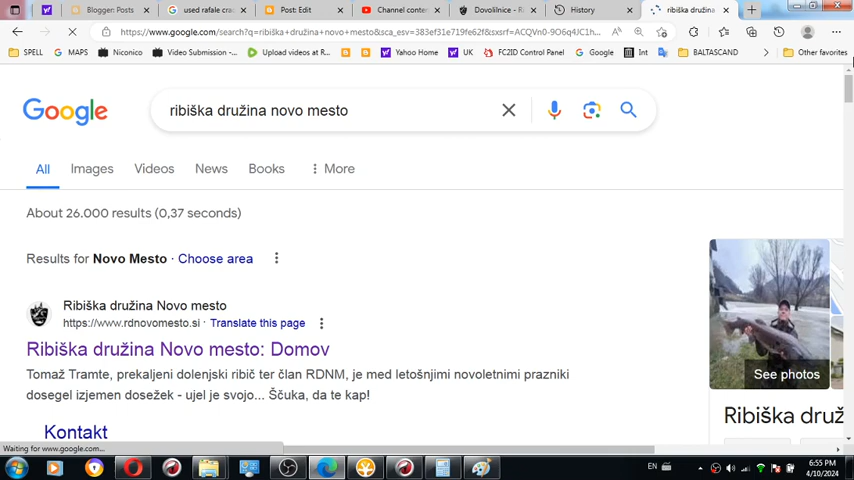 Blogger: Posts
used rafale cra
Post: Edit
Channel conte
Dovolilnice - R
History
ribiška družina
https://www.google.com/search?q=ribiška+družina+novo+mesto&sca_esv=383ef31e719fe62f&sxsrf=ACQVn0-9O6q4JC1h...
SPELL
MAPS
Niconico
Video Submission -...
Upload videos at R...
Yahoo Home
UK
FC2ID Control Panel
Google
Int
BALTASCAND
Other favorites
Google
ribiška družina novo mesto
All Images Videos News Books More
About 26.000 results (0,37 seconds)
Results for Novo Mesto · Choose area
Ribiška družina Novo mesto
https://www.rdnovomesto.si · Translate this page
Ribiška družina Novo mesto: Domov
Tomaž Tramte, prekaljeni dolenjski ribič ter član RDNM, je med letošnjimi novoletnimi prazniki
dosegel izjemen dosežek - ujel je svojo... Ščuka, da te kap!
Kontakt
See photos
Ribiška druž
Waiting for www.google.com...
EN
6:55 PM
4/10/2024